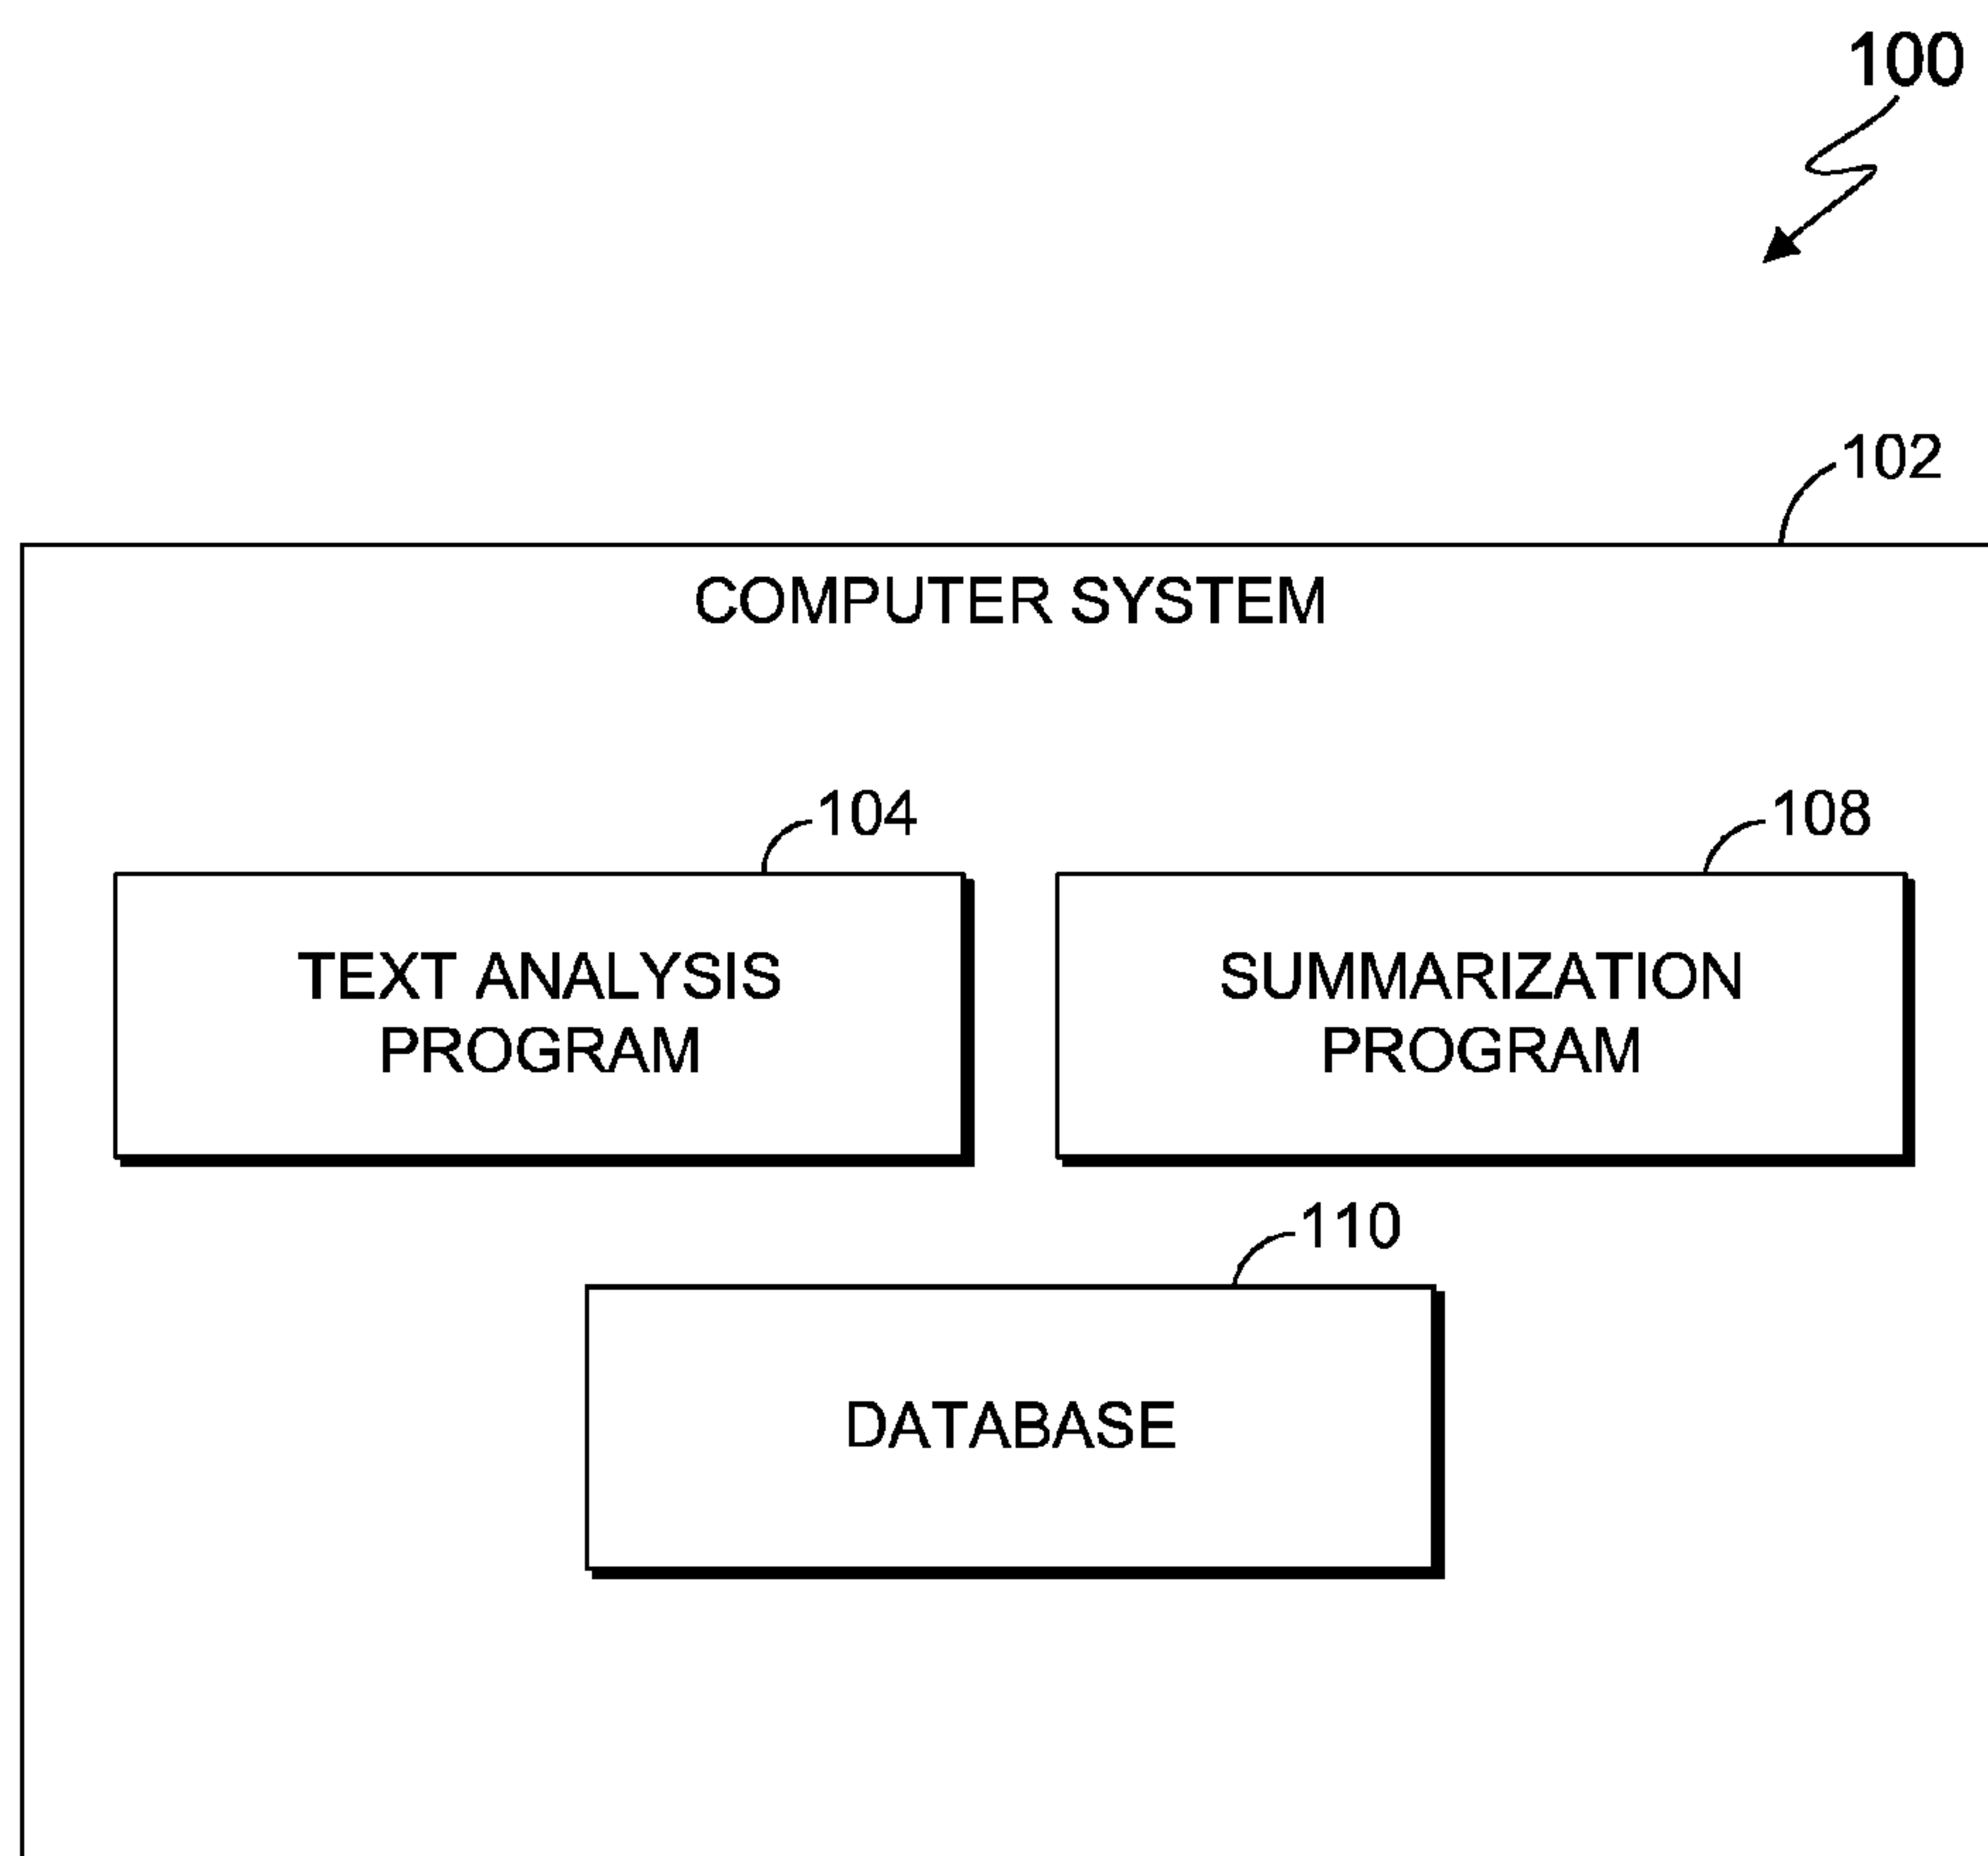 100
102
COMPUTER SYSTEM
104
108
TEXT ANALYSIS
PROGRAM
SUMMARIZATION
PROGRAM
110
DATABASE